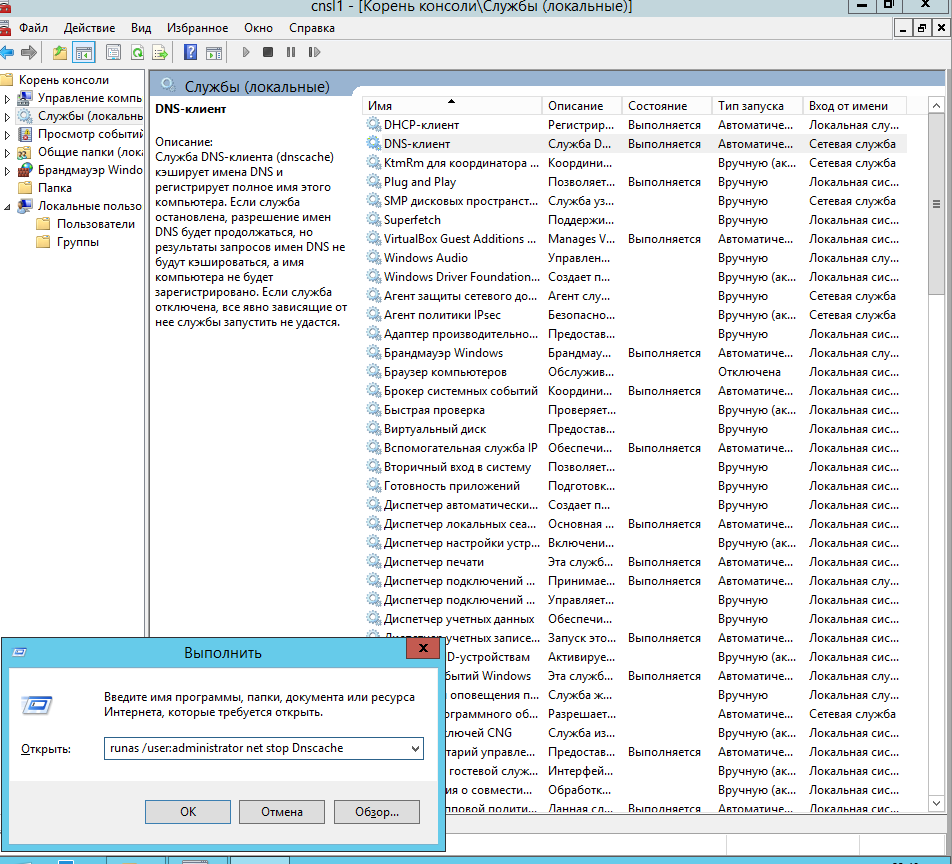 cnsl1 - [Корень консоли\Службы (локальные)]
Файл Действие Вид Избранное Окно Справка
Корень консоли
Управление компь
Службы (локальнь
Просмотр событий
Общие папки (лока
Брандмауэр Windo
Папка
Локальные пользо
Пользователи
Группы
Службы (локальные)
DNS-клиент
Описание:
Служба DNS-клиента (dnscache)
кэширует имена DNS и
регистрирует полное имя этого
компьютера. Если служба
остановлена, разрешение имен
DNS будет продолжаться, но
результаты запросов имен DNS не
будут кэшироваться, а имя
компьютера не будет
зарегистрировано. Если служба
отключена, все явно зависящие от
нее службы запустить не удастся.
Имя Описание Состояние Тип запуска Вход от имени
DHCP-клиент Регистрир... Выполняется Автоматиче... Локальная слу...
DNS-клиент Служба D... Выполняется Автоматиче... Сетевая служба
KtmRm для координатора ... Координи... Вручную (ак... Сетевая служба
Plug and Play Позволяет... Выполняется Вручную Локальная сис...
SMP дисковых пространст... Служба уз... Вручную Сетевая служба
Superfetch Поддержи... Вручную Локальная сис...
VirtualBox Guest Additions ... Manages V... Выполняется Автоматиче... Локальная сис...
Windows Audio Управлен... Вручную Локальная слу...
Windows Driver Foundation... Создает п... Вручную (ак... Локальная сис...
Агент защиты сетевого до... Агент слу... Вручную Сетевая служба
Агент политики IPsec Безопасно... Вручную (ак... Сетевая служба
Адаптер производительно... Предостав... Вручную Локальная сис...
Брандмауэр Windows Брандмау... Выполняется Автоматиче... Локальная слу...
Браузер компьютеров Обслужив... Отключена Локальная сис...
Брокер системных событий Координи... Выполняется Автоматиче... Локальная сис...
Быстрая проверка Проверяет... Вручную (ак... Локальная сис...
Виртуальный диск Предостав... Вручную Локальная сис...
Вспомогательная служба IP Обеспечи... Выполняется Автоматиче... Локальная сис...
Вторичный вход в систему Позволяет... Вручную Локальная сис...
Готовность приложений Подготовк... Вручную Локальная сис...
Диспетчер автоматически... Создает п... Вручную Локальная сис...
Диспетчер локальных сеа... Основная ... Выполняется Автоматиче... Локальная сис...
Диспетчер настройки устр... Включени... Вручную (ак... Локальная сис...
Диспетчер печати Эта служб... Выполняется Автоматиче... Локальная сис...
Диспетчер подключений ... Принимае... Выполняется Автоматиче... Локальная слу...
Диспетчер подключений ... Управляет... Вручную Локальная сис...
Диспетчер учетных данных Обеспечи... Вручную Локальная сис...
Диспетчер учетных записе... Запуск это... Выполняется Автоматиче... Локальная сис...
D-устройствам Активируе... Вручную (ак... Локальная сис...
бытий Windows Эта служб... Выполняется Автоматиче... Локальная слу...
оповещения п... Служба ж... Вручную Локальная слу...
ограммного об... Разрешает... Автоматиче... Сетевая служба
лючей CNG Служба из... Вручную (ак... Локальная сис...
тарий управле... Обеспечи... Выполняется Автоматиче... Локальная сис...
гостевой служ... Интерфей... Вручную (ак... Локальная сис...
я о совмести... Обработк... Вручную (ак... Локальная сис...
пповой полити... Данная сл... Выполняется Автоматиче... Локальная сис...
Выполнить
Введите имя программы, папки, документа или ресурса
Интернета, которые требуется открыть.
Открыть: runas /user:administrator net stop Dnscache
ОК Отмена Обзор...